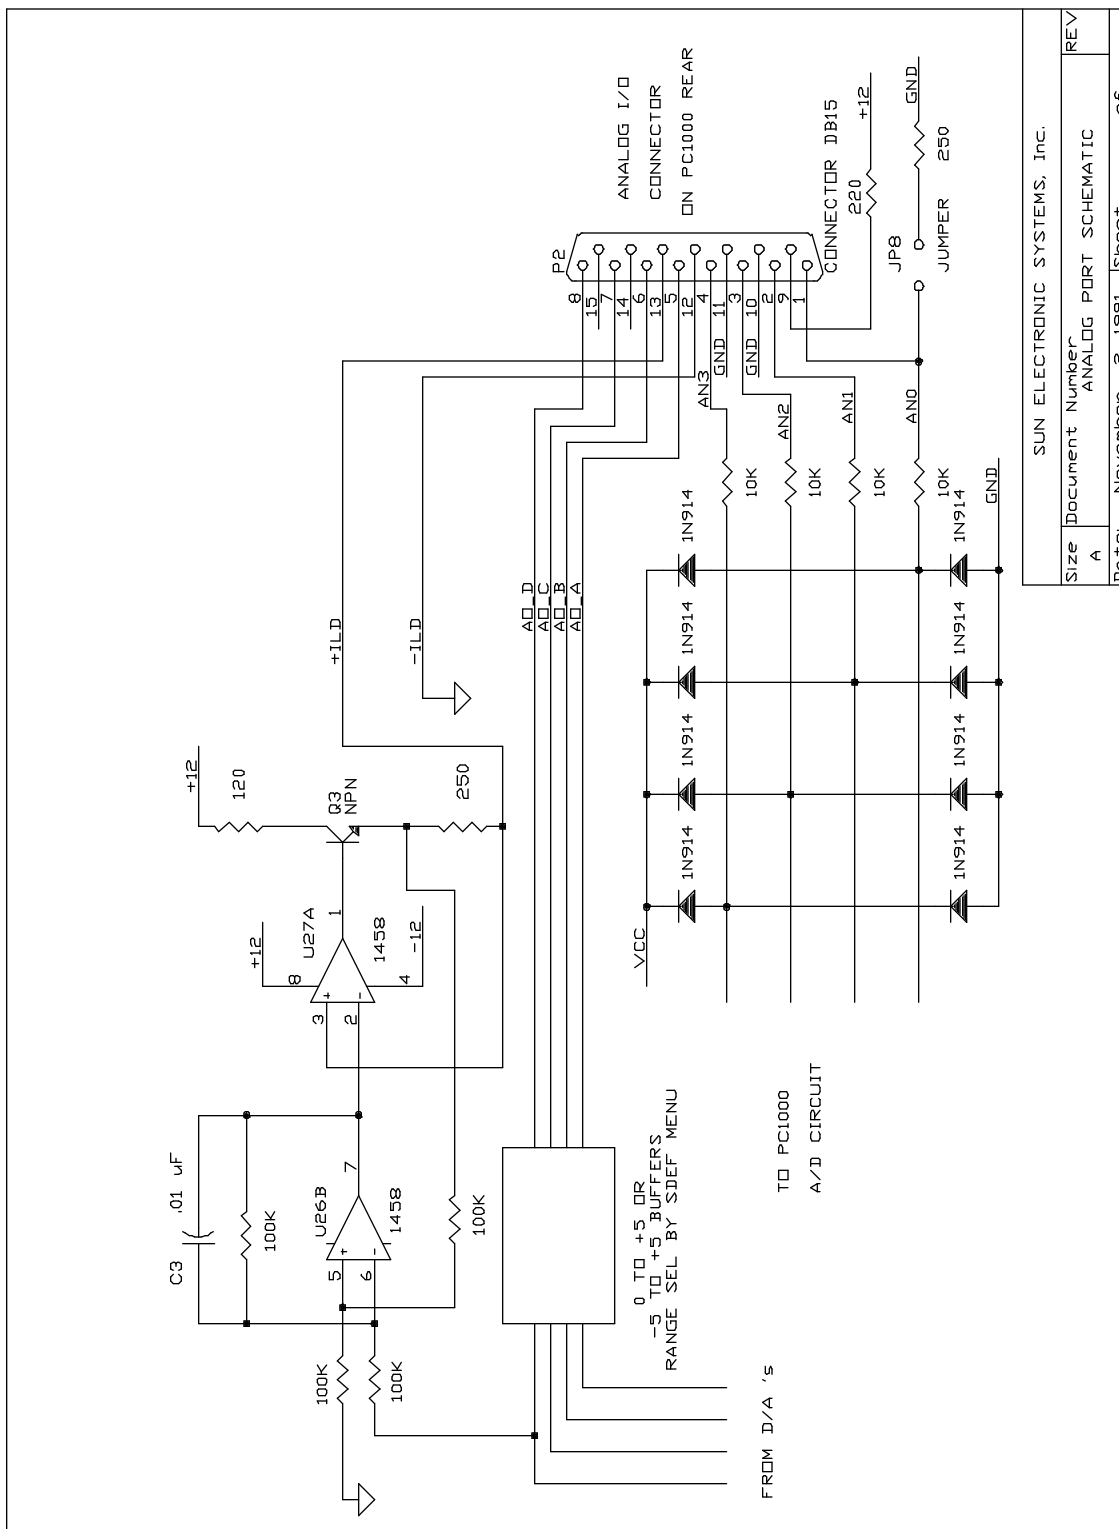 +12
120
Q3
NPN
250
+ILD
-ILD
C3
.01 uF
100K
U26B
7
5
+
6
-
1458
100K
100K
100K
+12
U27A
8
3
+
1
2
-
1458
4
-12
AO_D
AO_C
AO_B
AO_A
0 TO +5 OR
-5 TO +5 BUFFERS
RANGE SEL BY SDEF MENU
FROM D/A 's
TO PC1000
A/D CIRCUIT
VCC
1N914
1N914
1N914
1N914
1N914
1N914
1N914
1N914
GND
10K
10K
10K
10K
AN3
AN2
AN1
AN0
GND
GND
P2
8
15
7
14
6
13
5
12
4
11
3
10
2
9
1
ANALOG I/O
CONNECTOR
ON PC1000 REAR
CONNECTOR DB15
220
+12
JP8
JUMPER
250
GND
SUN ELECTRONIC SYSTEMS, Inc.
Size
Document Number
REV
A
ANALOG PORT SCHEMATIC